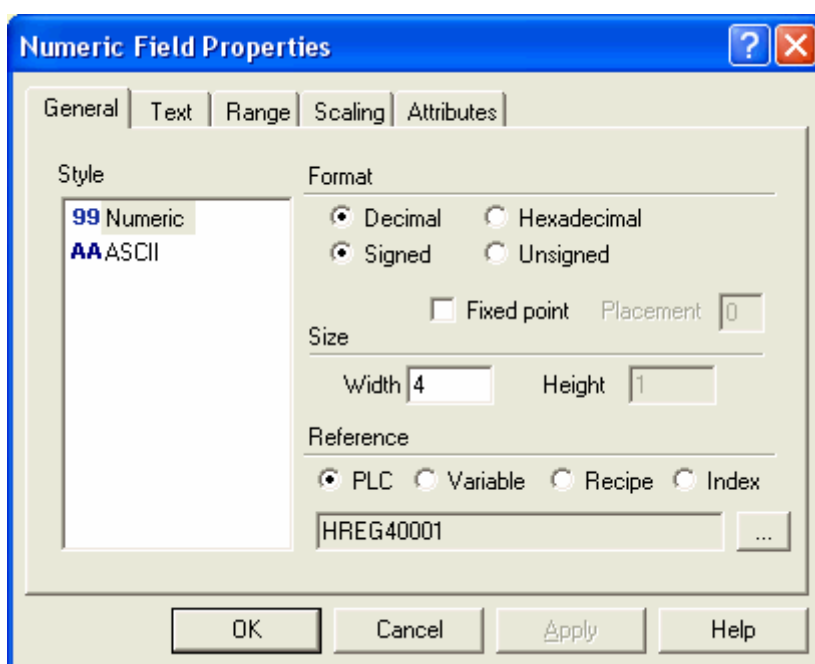 Numeric Field Properties
General Text Range Scaling Attributes
Style
99 Numeric
AA ASCII
Format
Decimal Hexadecimal
Signed Unsigned
Fixed point Placement 0
Size
Width 4 Height 1
Reference
PLC Variable Recipe Index
HREG40001 ...
OK Cancel Apply Help